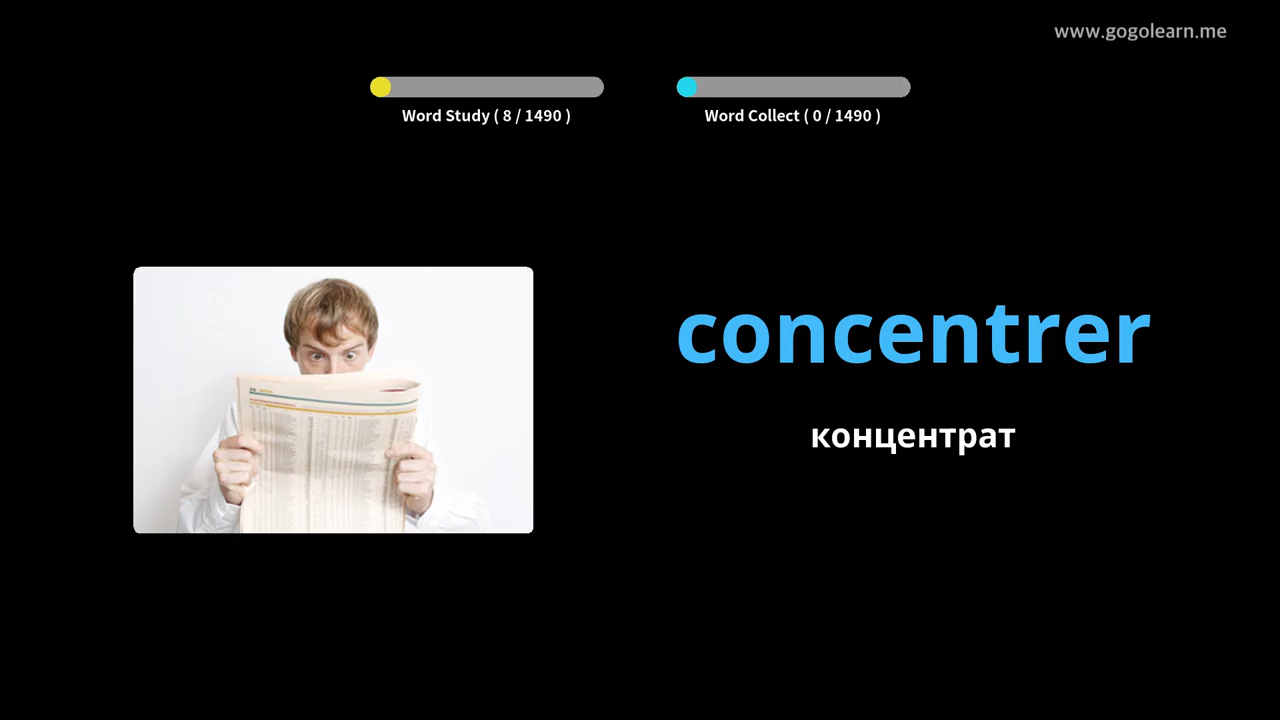 www.gogolearn.me
Word Study ( 8 / 1490 )
Word Collect ( 0 / 1490 )
concentrer
концентрат